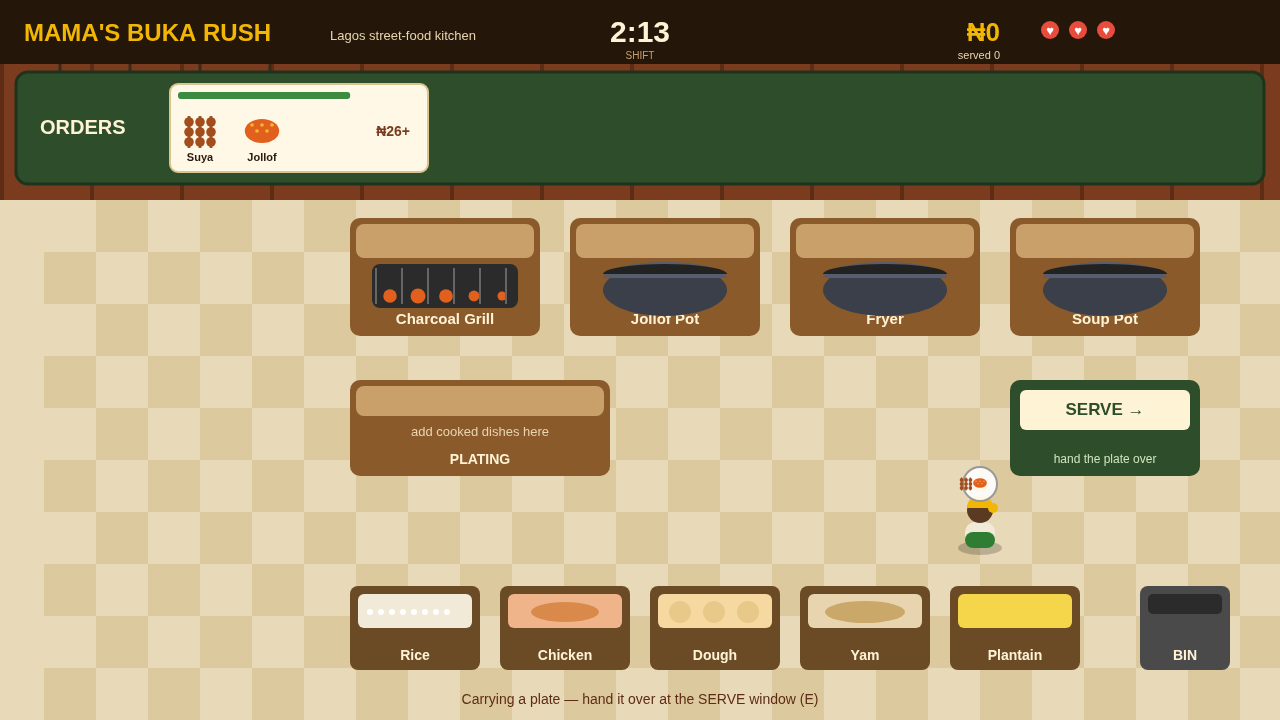 MAMA'S BUKA RUSH
Lagos street-food kitchen
2:13
SHIFT
₦0
served 0
ORDERS
Suya
Jollof
₦26+
Charcoal Grill
Jollof Pot
Fryer
Soup Pot
add cooked dishes here
PLATING
SERVE →
hand the plate over
Rice
Chicken
Dough
Yam
Plantain
BIN
Carrying a plate — hand it over at the SERVE window (E)